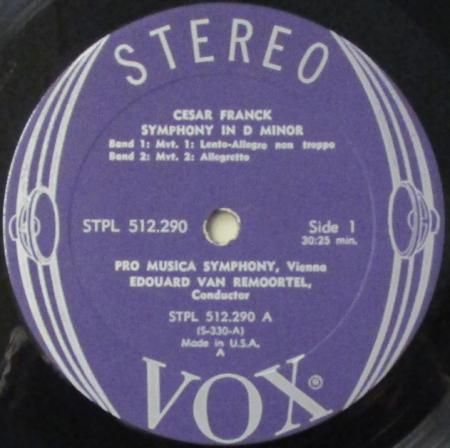 STEREO
CESAR FRANCK
SYMPHONY IN D MINOR
Band 1: Mvt. 1: Lento-Allegro non troppo
Band 2: Mvt. 2: Allegretto
STPL 512.290
Side 1
30:25 min.
PRO MUSICA SYMPHONY, Vienna
EDOUARD VAN REMOORTEL,
Conductor
STPL 512.290 A
(S-330-A)
Made in U.S.A.
A
VOX®